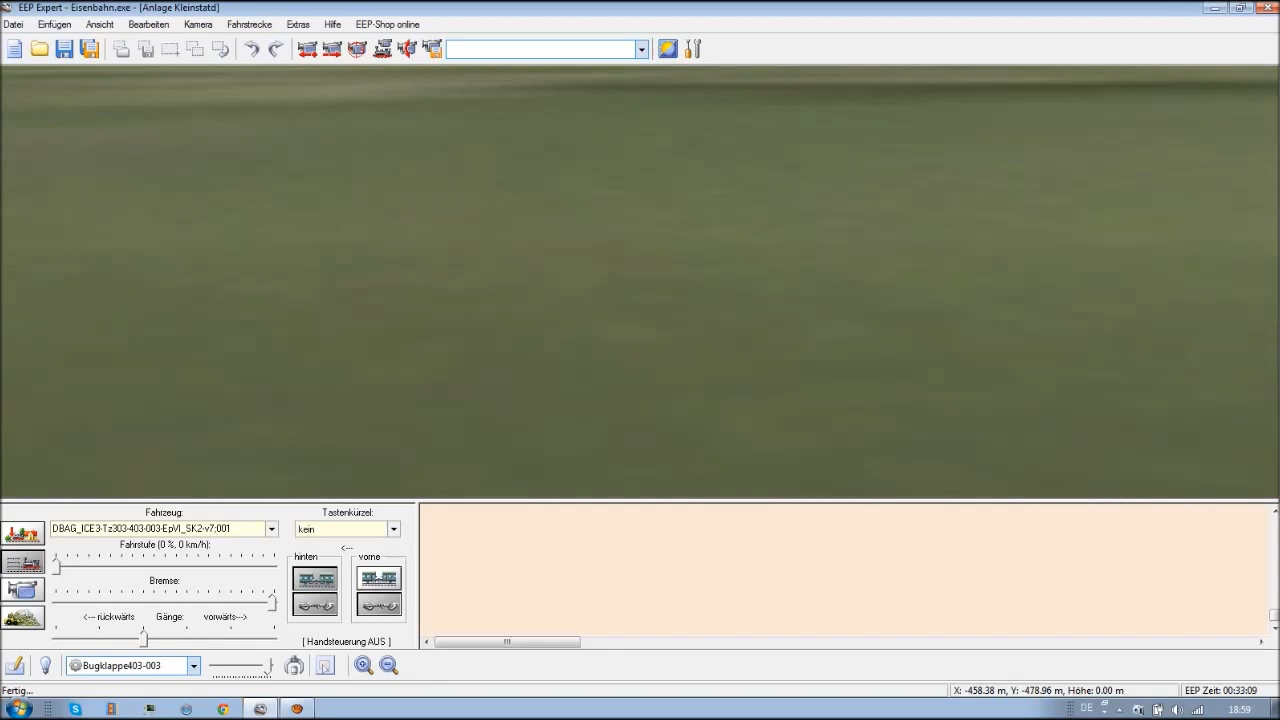 EEP Expert - Eisenbahn.exe - [Anlage Kleinstatd]
Datei Einfügen Ansicht Bearbeiten Kamera Fahrstrecke Extras Hilfe EEP-Shop online
Fahrzeug: Tastenkürzel:
DBAG_ICE3-Tz303-403-003-EpVI_SK2-v7;001 kein
Fahrstufe (0 %, 0 km/h): <---
hinten vorne
Bremse:
<--- rückwärts Gänge: vorwärts--->
[ Handsteuerung AUS ]
Bugklappe403-003
Fertig... X: -458.38 m, Y: -478.96 m, Höhe: 0.00 m EEP Zeit: 00:33:09
DE 18:59